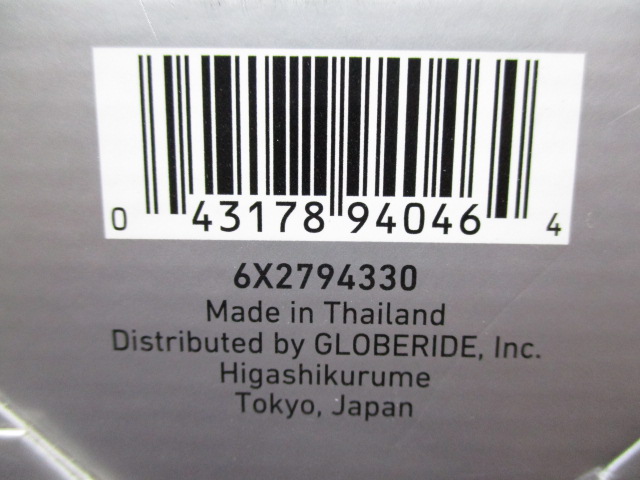 0 43178 94046 4
6X2794330
Made in Thailand
Distributed by GLOBERIDE, Inc.
Higashikurume
Tokyo, Japan